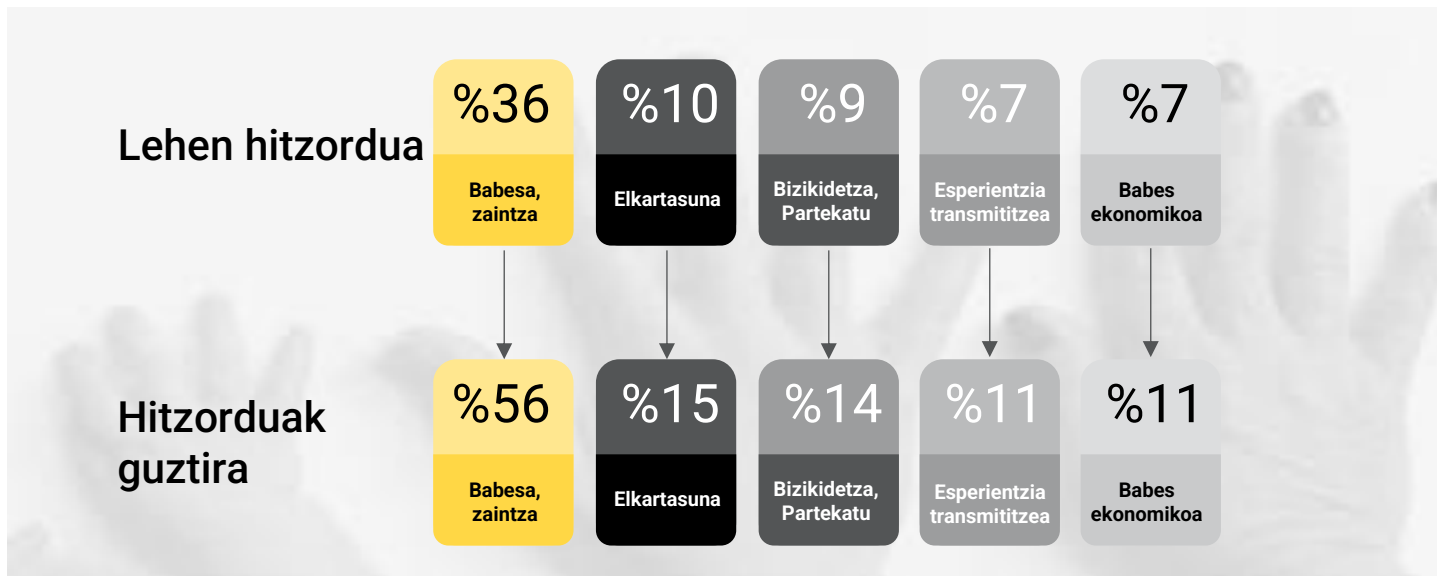 Lehen hitzordua
%36
%10
%9
%7
%7
Babesa,
zaintza
Elkartasuna
Bizikidetza,
Partekatu
Esperientzia
transmititzea
Babes
ekonomikoa
Hitzorduak
guztira
%56
%15
%14
%11
%11
Babesa,
zaintza
Elkartasuna
Bizikidetza,
Partekatu
Esperientzia
transmititzea
Babes
ekonomikoa